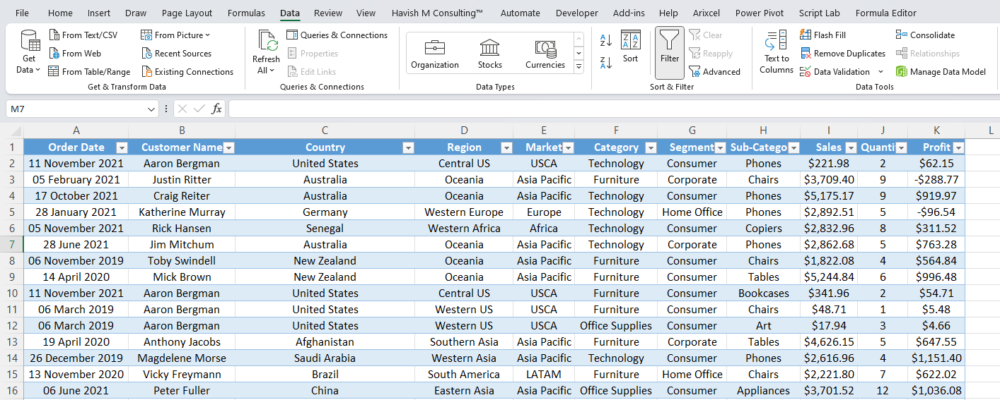 File Home Insert Draw Page Layout Formulas Data Review View Havish M Consulting™ Automate Developer Add-ins Help Arixcel Power Pivot Script Lab Formula Editor
Get Data
From Text/CSV
From Web
From Table/Range
From Picture
Recent Sources
Existing Connections
Get & Transform Data
Refresh All
Queries & Connections
Properties
Edit Links
Queries & Connections
Organization Stocks Currencies
Data Types
A Z
Z A
Z A A Z
Sort
Filter
Clear
Reapply
Advanced
Sort & Filter
Text to Columns
Flash Fill
Remove Duplicates
Data Validation
Consolidate
Relationships
Manage Data Model
Data Tools
M7 fx
A B C D E F G H I J K L
1 Order Date Customer Name Country Region Market Category Segment Sub-Catego Sales Quanti Profit
2 11 November 2021 Aaron Bergman United States Central US USCA Technology Consumer Phones $221.98 2 $62.15
3 05 February 2021 Justin Ritter Australia Oceania Asia Pacific Furniture Corporate Chairs $3,709.40 9 -$288.77
4 17 October 2021 Craig Reiter Australia Oceania Asia Pacific Technology Consumer Phones $5,175.17 9 $919.97
5 28 January 2021 Katherine Murray Germany Western Europe Europe Technology Home Office Phones $2,892.51 5 -$96.54
6 05 November 2021 Rick Hansen Senegal Western Africa Africa Technology Consumer Copiers $2,832.96 8 $311.52
7 28 June 2021 Jim Mitchum Australia Oceania Asia Pacific Technology Corporate Phones $2,862.68 5 $763.28
8 06 November 2019 Toby Swindell New Zealand Oceania Asia Pacific Furniture Consumer Chairs $1,822.08 4 $564.84
9 14 April 2020 Mick Brown New Zealand Oceania Asia Pacific Furniture Consumer Tables $5,244.84 6 $996.48
10 11 November 2021 Aaron Bergman United States Central US USCA Furniture Consumer Bookcases $341.96 2 $54.71
11 06 March 2019 Aaron Bergman United States Western US USCA Furniture Consumer Chairs $48.71 1 $5.48
12 06 March 2019 Aaron Bergman United States Western US USCA Office Supplies Consumer Art $17.94 3 $4.66
13 19 April 2020 Anthony Jacobs Afghanistan Southern Asia Asia Pacific Furniture Corporate Tables $4,626.15 5 $647.55
14 26 December 2019 Magdelene Morse Saudi Arabia Western Asia Asia Pacific Technology Consumer Phones $2,616.96 4 $1,151.40
15 13 November 2020 Vicky Freymann Brazil South America LATAM Furniture Home Office Chairs $2,221.80 7 $622.02
16 06 June 2021 Peter Fuller China Eastern Asia Asia Pacific Office Supplies Consumer Appliances $3,701.52 12 $1,036.08